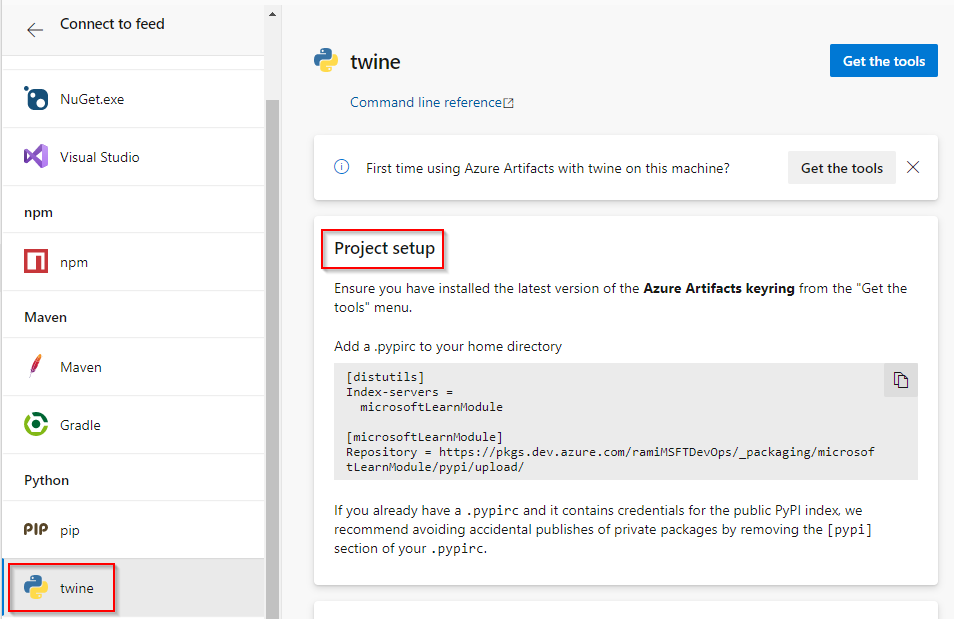 Connect to feed
NuGet.exe
Visual Studio
npm
npm
Maven
Maven
Gradle
Python
PIP pip
twine
twine
Get the tools
Command line reference
First time using Azure Artifacts with twine on this machine?
Get the tools
Project setup
Ensure you have installed the latest version of the Azure Artifacts keyring from the "Get the
tools" menu.
Add a .pypirc to your home directory
[distutils]
Index-servers =
  microsoftLearnModule
[microsoftLearnModule]
Repository = https://pkgs.dev.azure.com/ramiMSFTDevOps/_packaging/microsof
tLearnModule/pypi/upload/
If you already have a .pypirc and it contains credentials for the public PyPI index, we
recommend avoiding accidental publishes of private packages by removing the [pypi]
section of your .pypirc.